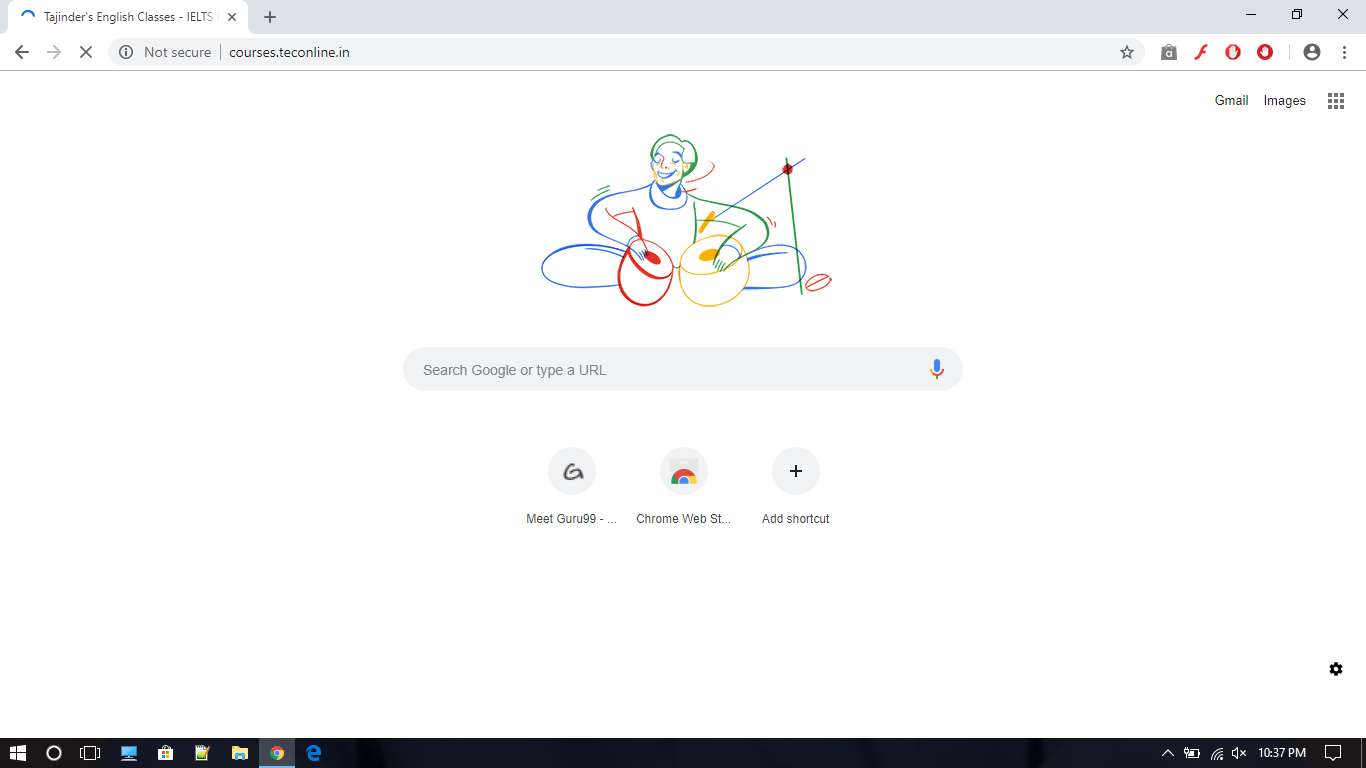 Tajinder's English Classes - IELTS
Not secure
courses.teconline.in
Gmail
Images
Search Google or type a URL
Meet Guru99 - ...
Chrome Web St...
Add shortcut
10:37 PM